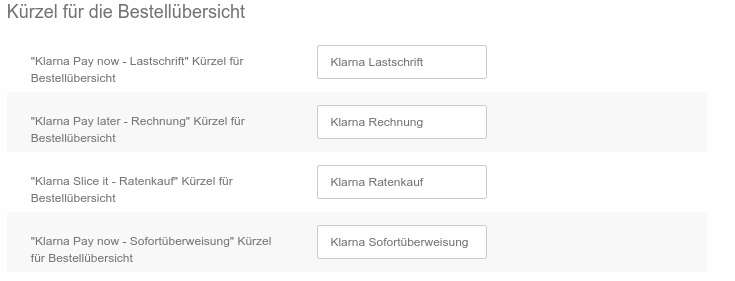 Kürzel für die Bestellübersicht
"Klarna Pay now - Lastschrift" Kürzel für
Bestellübersicht
Klarna Lastschrift
"Klarna Pay later - Rechnung" Kürzel für
Bestellübersicht
Klarna Rechnung
"Klarna Slice it - Ratenkauf" Kürzel für
Bestellübersicht
Klarna Ratenkauf
"Klarna Pay now - Sofortüberweisung" Kürzel
für Bestellübersicht
Klarna Sofortüberweisung